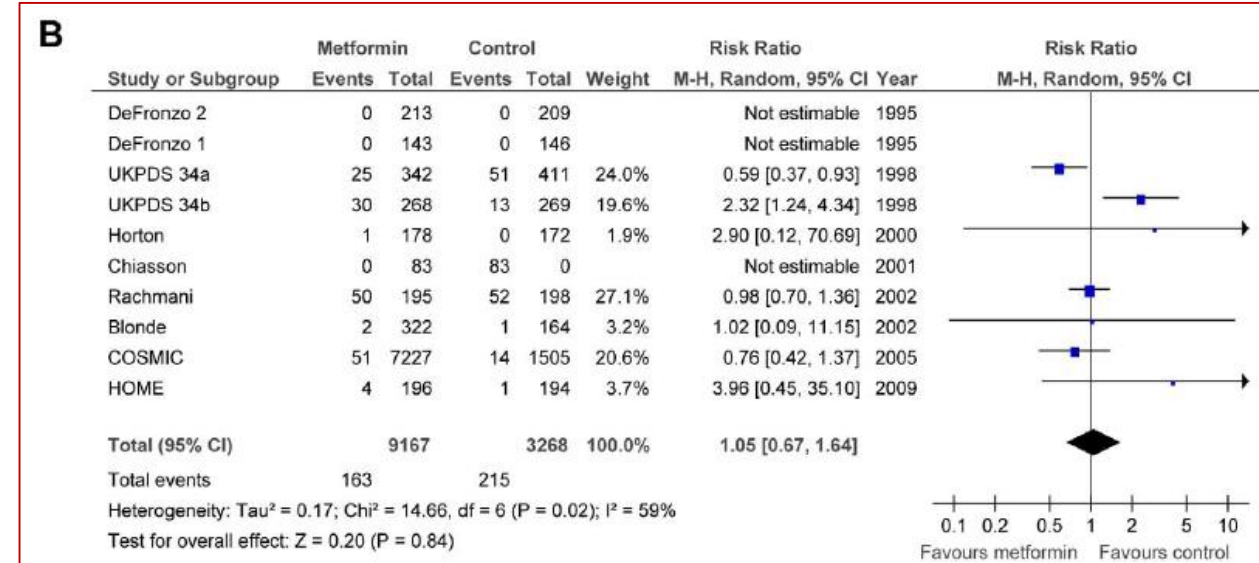 B
Metformin Control Risk Ratio Risk Ratio
Study or Subgroup Events Total Events Total Weight M-H, Random, 95% CI Year M-H, Random, 95% CI
DeFronzo 2 0 213 0 209 Not estimable 1995
DeFronzo 1 0 143 0 146 Not estimable 1995
UKPDS 34a 25 342 51 411 24.0% 0.59 [0.37, 0.93] 1998
UKPDS 34b 30 268 13 269 19.6% 2.32 [1.24, 4.34] 1998
Horton 1 178 0 172 1.9% 2.90 [0.12, 70.69] 2000
Chiasson 0 83 83 0 Not estimable 2001
Rachmani 50 195 52 198 27.1% 0.98 [0.70, 1.36] 2002
Blonde 2 322 1 164 3.2% 1.02 [0.09, 11.15] 2002
COSMIC 51 7227 14 1505 20.6% 0.76 [0.42, 1.37] 2005
HOME 4 196 1 194 3.7% 3.96 [0.45, 35.10] 2009
Total (95% CI) 9167 3268 100.0% 1.05 [0.67, 1.64]
Total events 163 215
Heterogeneity: Tau² = 0.17; Chi² = 14.66, df = 6 (P = 0.02); I² = 59%
Test for overall effect: Z = 0.20 (P = 0.84)
0.1 0.2 0.5 1 2 5 10
Favours metformin Favours control